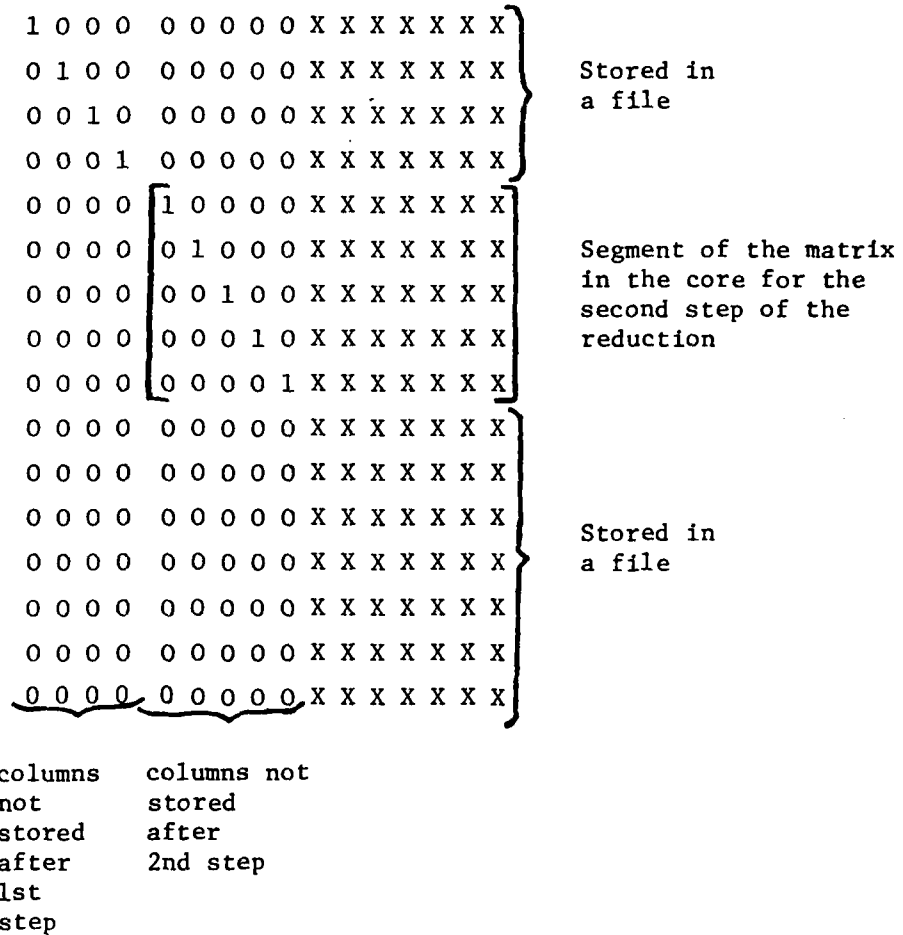 1 0 0 0 0 0 0 0 0 X X X X X X X
0 1 0 0 0 0 0 0 0 X X X X X X X
0 0 1 0 0 0 0 0 0 X X X X X X X
0 0 0 1 0 0 0 0 0 X X X X X X X
Stored in
a file
0 0 0 0 1 0 0 0 0 X X X X X X X
0 0 0 0 0 1 0 0 0 X X X X X X X
0 0 0 0 0 0 1 0 0 X X X X X X X
0 0 0 0 0 0 0 1 0 X X X X X X X
0 0 0 0 0 0 0 0 1 X X X X X X X
Segment of the matrix
in the core for the
second step of the
reduction
0 0 0 0 0 0 0 0 0 X X X X X X X
0 0 0 0 0 0 0 0 0 X X X X X X X
0 0 0 0 0 0 0 0 0 X X X X X X X
0 0 0 0 0 0 0 0 0 X X X X X X X
0 0 0 0 0 0 0 0 0 X X X X X X X
0 0 0 0 0 0 0 0 0 X X X X X X X
0 0 0 0 0 0 0 0 0 X X X X X X X
Stored in
a file
columns
not
stored
after
1st
step
columns not
stored
after
2nd step